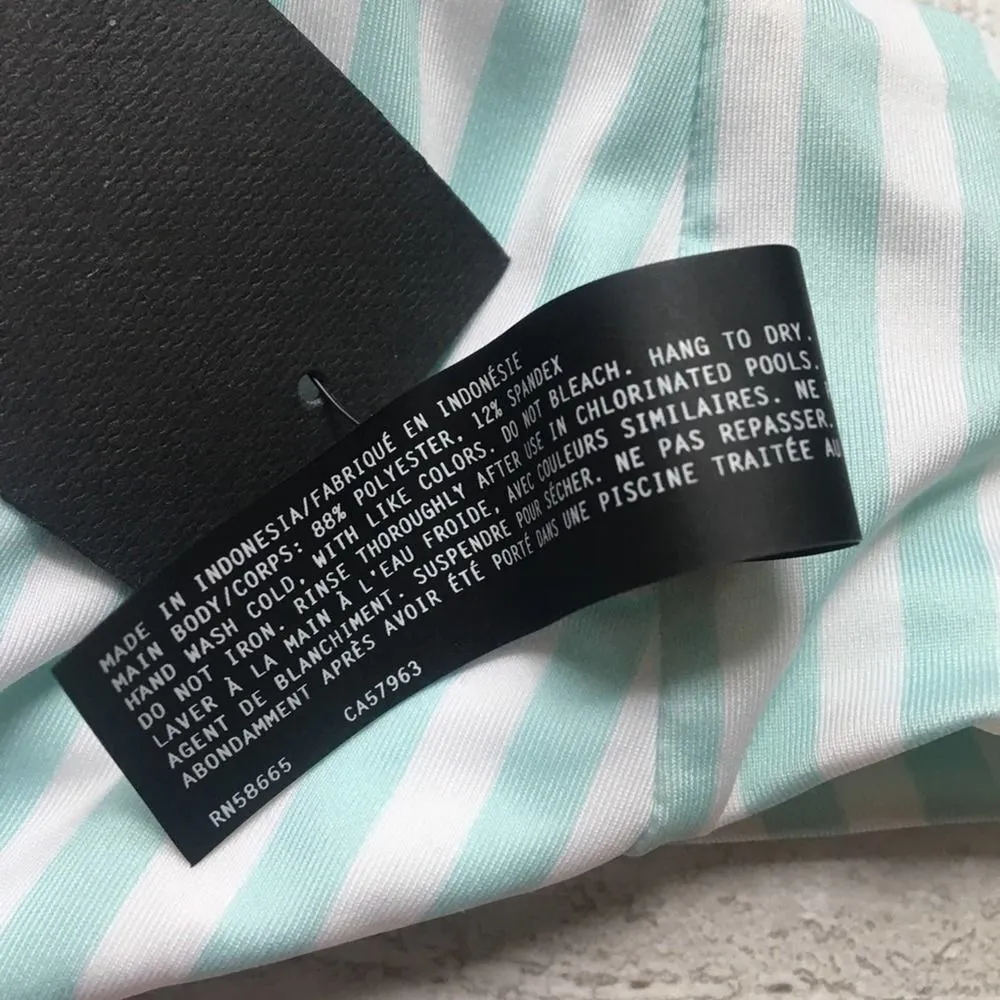 MADE IN INDONESIA/FABRIQUÉ EN INDONÉSIE
MAIN BODY/CORPS: 88% POLYESTER, 12% SPANDEX
HAND WASH COLD, WITH LIKE COLORS. DO NOT BLEACH. HANG TO DRY.
DO NOT IRON. RINSE THOROUGHLY AFTER USE IN CHLORINATED POOLS.
LAVER À LA MAIN À L'EAU FROIDE, AVEC COULEURS SIMILAIRES. NE
AGENT DE BLANCHIMENT. SUSPENDRE POUR SÉCHER. NE PAS REPASSER.
ABONDAMMENT APRÈS AVOIR ÉTÉ PORTÉ DANS UNE PISCINE TRAITÉE AU
RN58665 CA57963